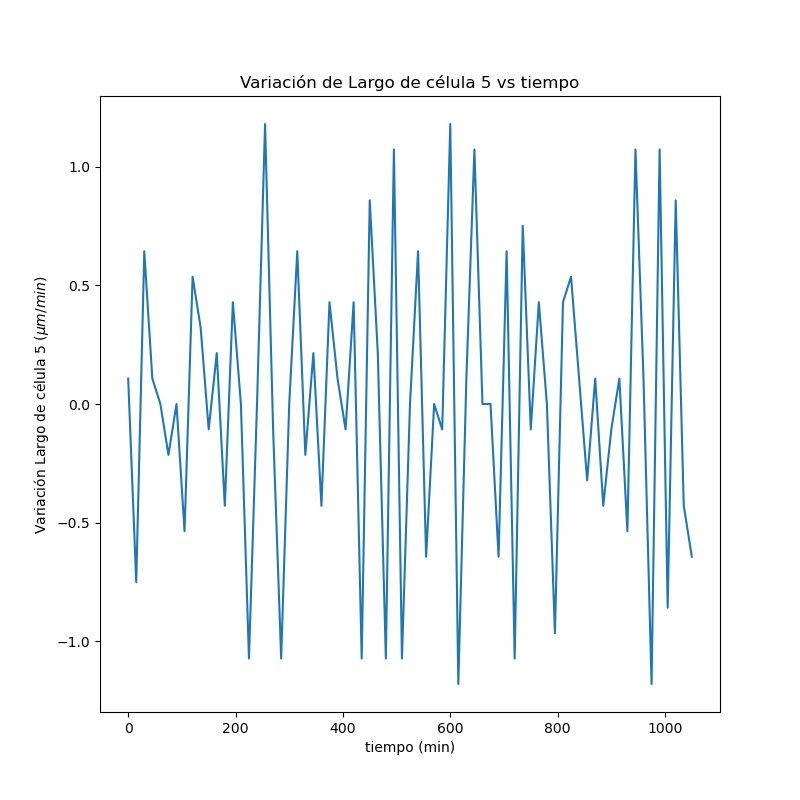 Variación de Largo de célula 5 vs tiempo
Variación Largo de célula 5 (μm/min)
1.0
0.5
0.0
−0.5
−1.0
0 200 400 600 800 1000
tiempo (min)